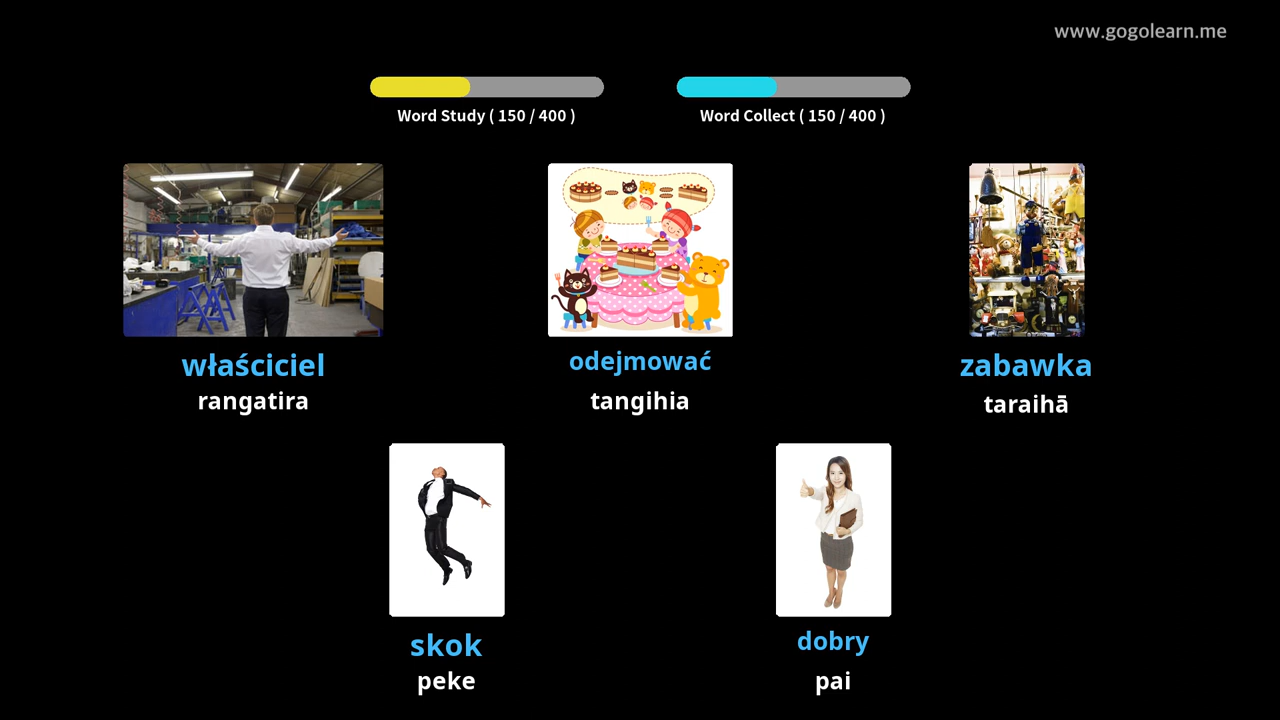 www.gogolearn.me
Word Study ( 150 / 400 )
Word Collect ( 150 / 400 )
właściciel
rangatira
odejmować
tangihia
zabawka
taraihā
skok
peke
dobry
pai